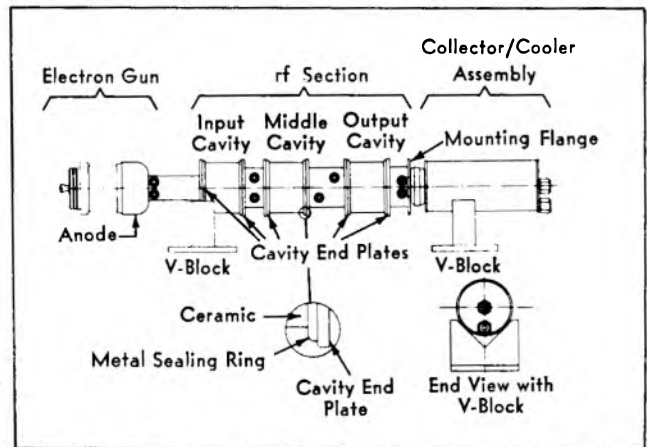 Collector/Cooler
Electron Gun
rf Section
Assembly
Input
Cavity
Middle
Cavity
Output
Cavity
Mounting Flange
Anode
V-Block
Cavity End Plates
V-Block
Ceramic
Metal Sealing Ring
Cavity End
Plate
End View with
V-Block